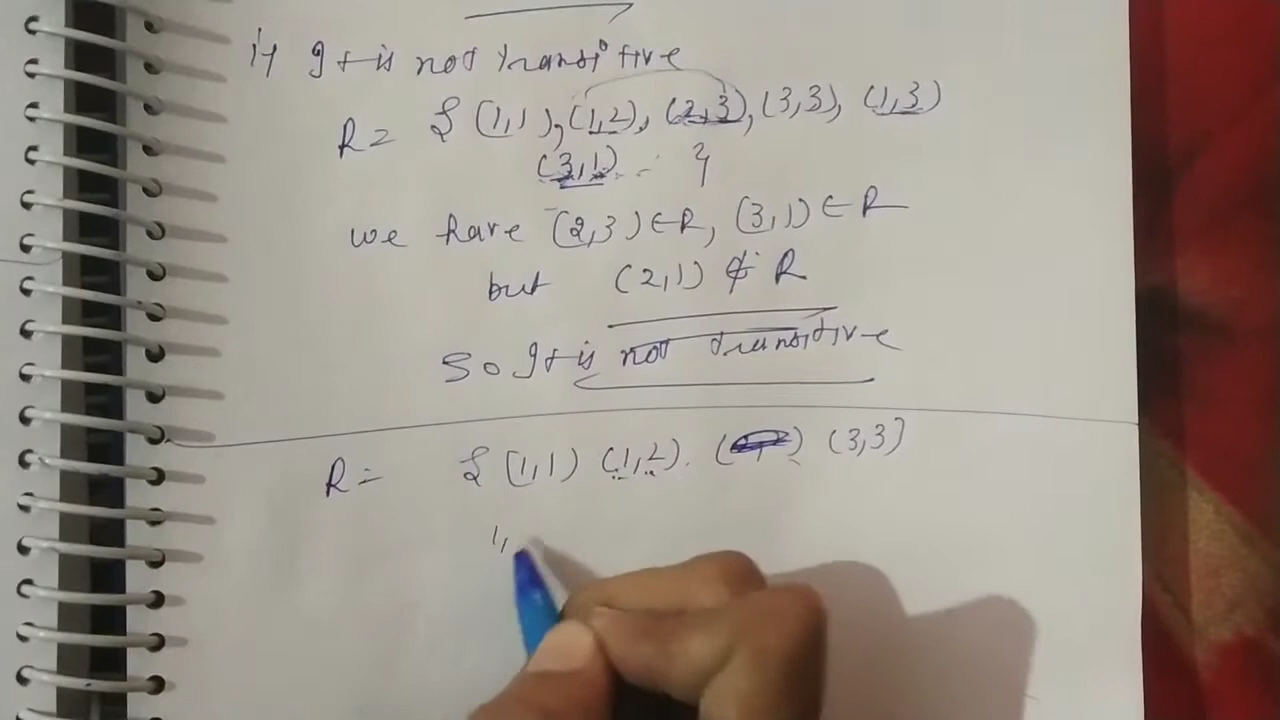 It is not transitive
R = { (1,1), (1,2), (2,3), (3,3), (1,3)
(3,1) }
we have (2,3) ∈ R, (3,1) ∈ R
but (2,1) ∉ R
So It is not transitive
R = { (1,1) (1,2). ( ) (3,3)
1,